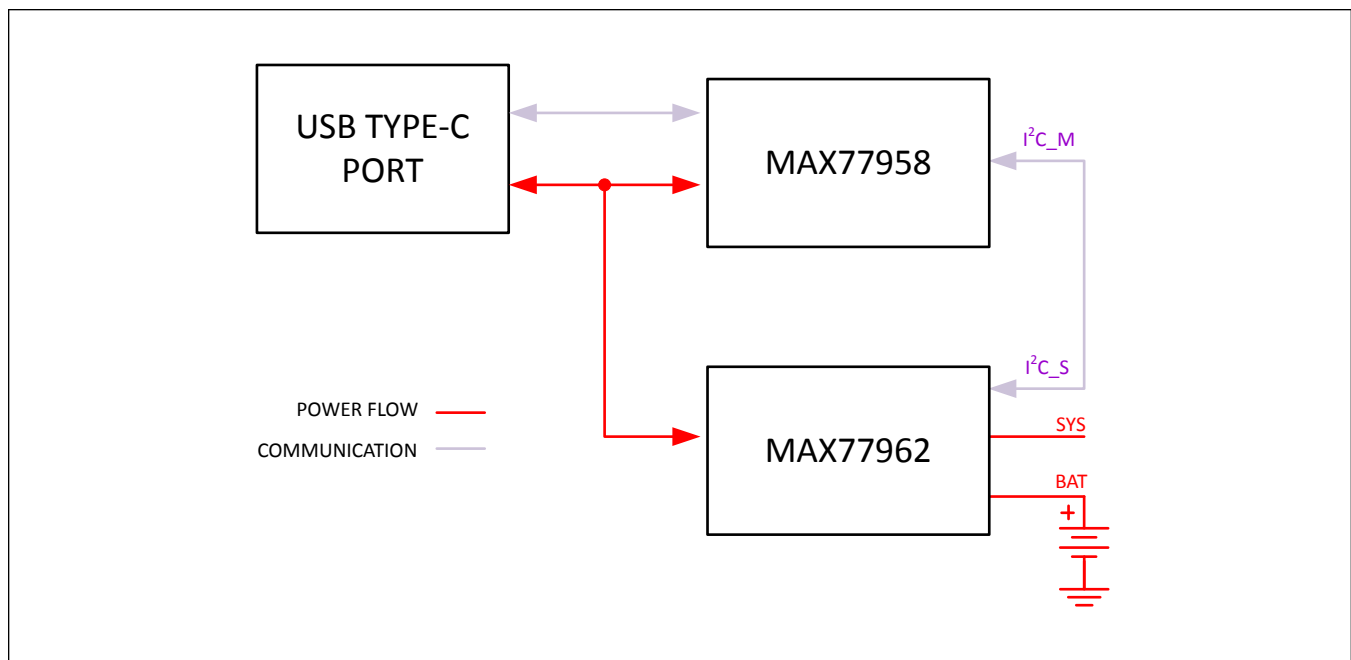 USB TYPE-C
PORT
MAX77958
I²C_M
I²C_S
MAX77962
SYS
BAT
+
POWER FLOW
COMMUNICATION